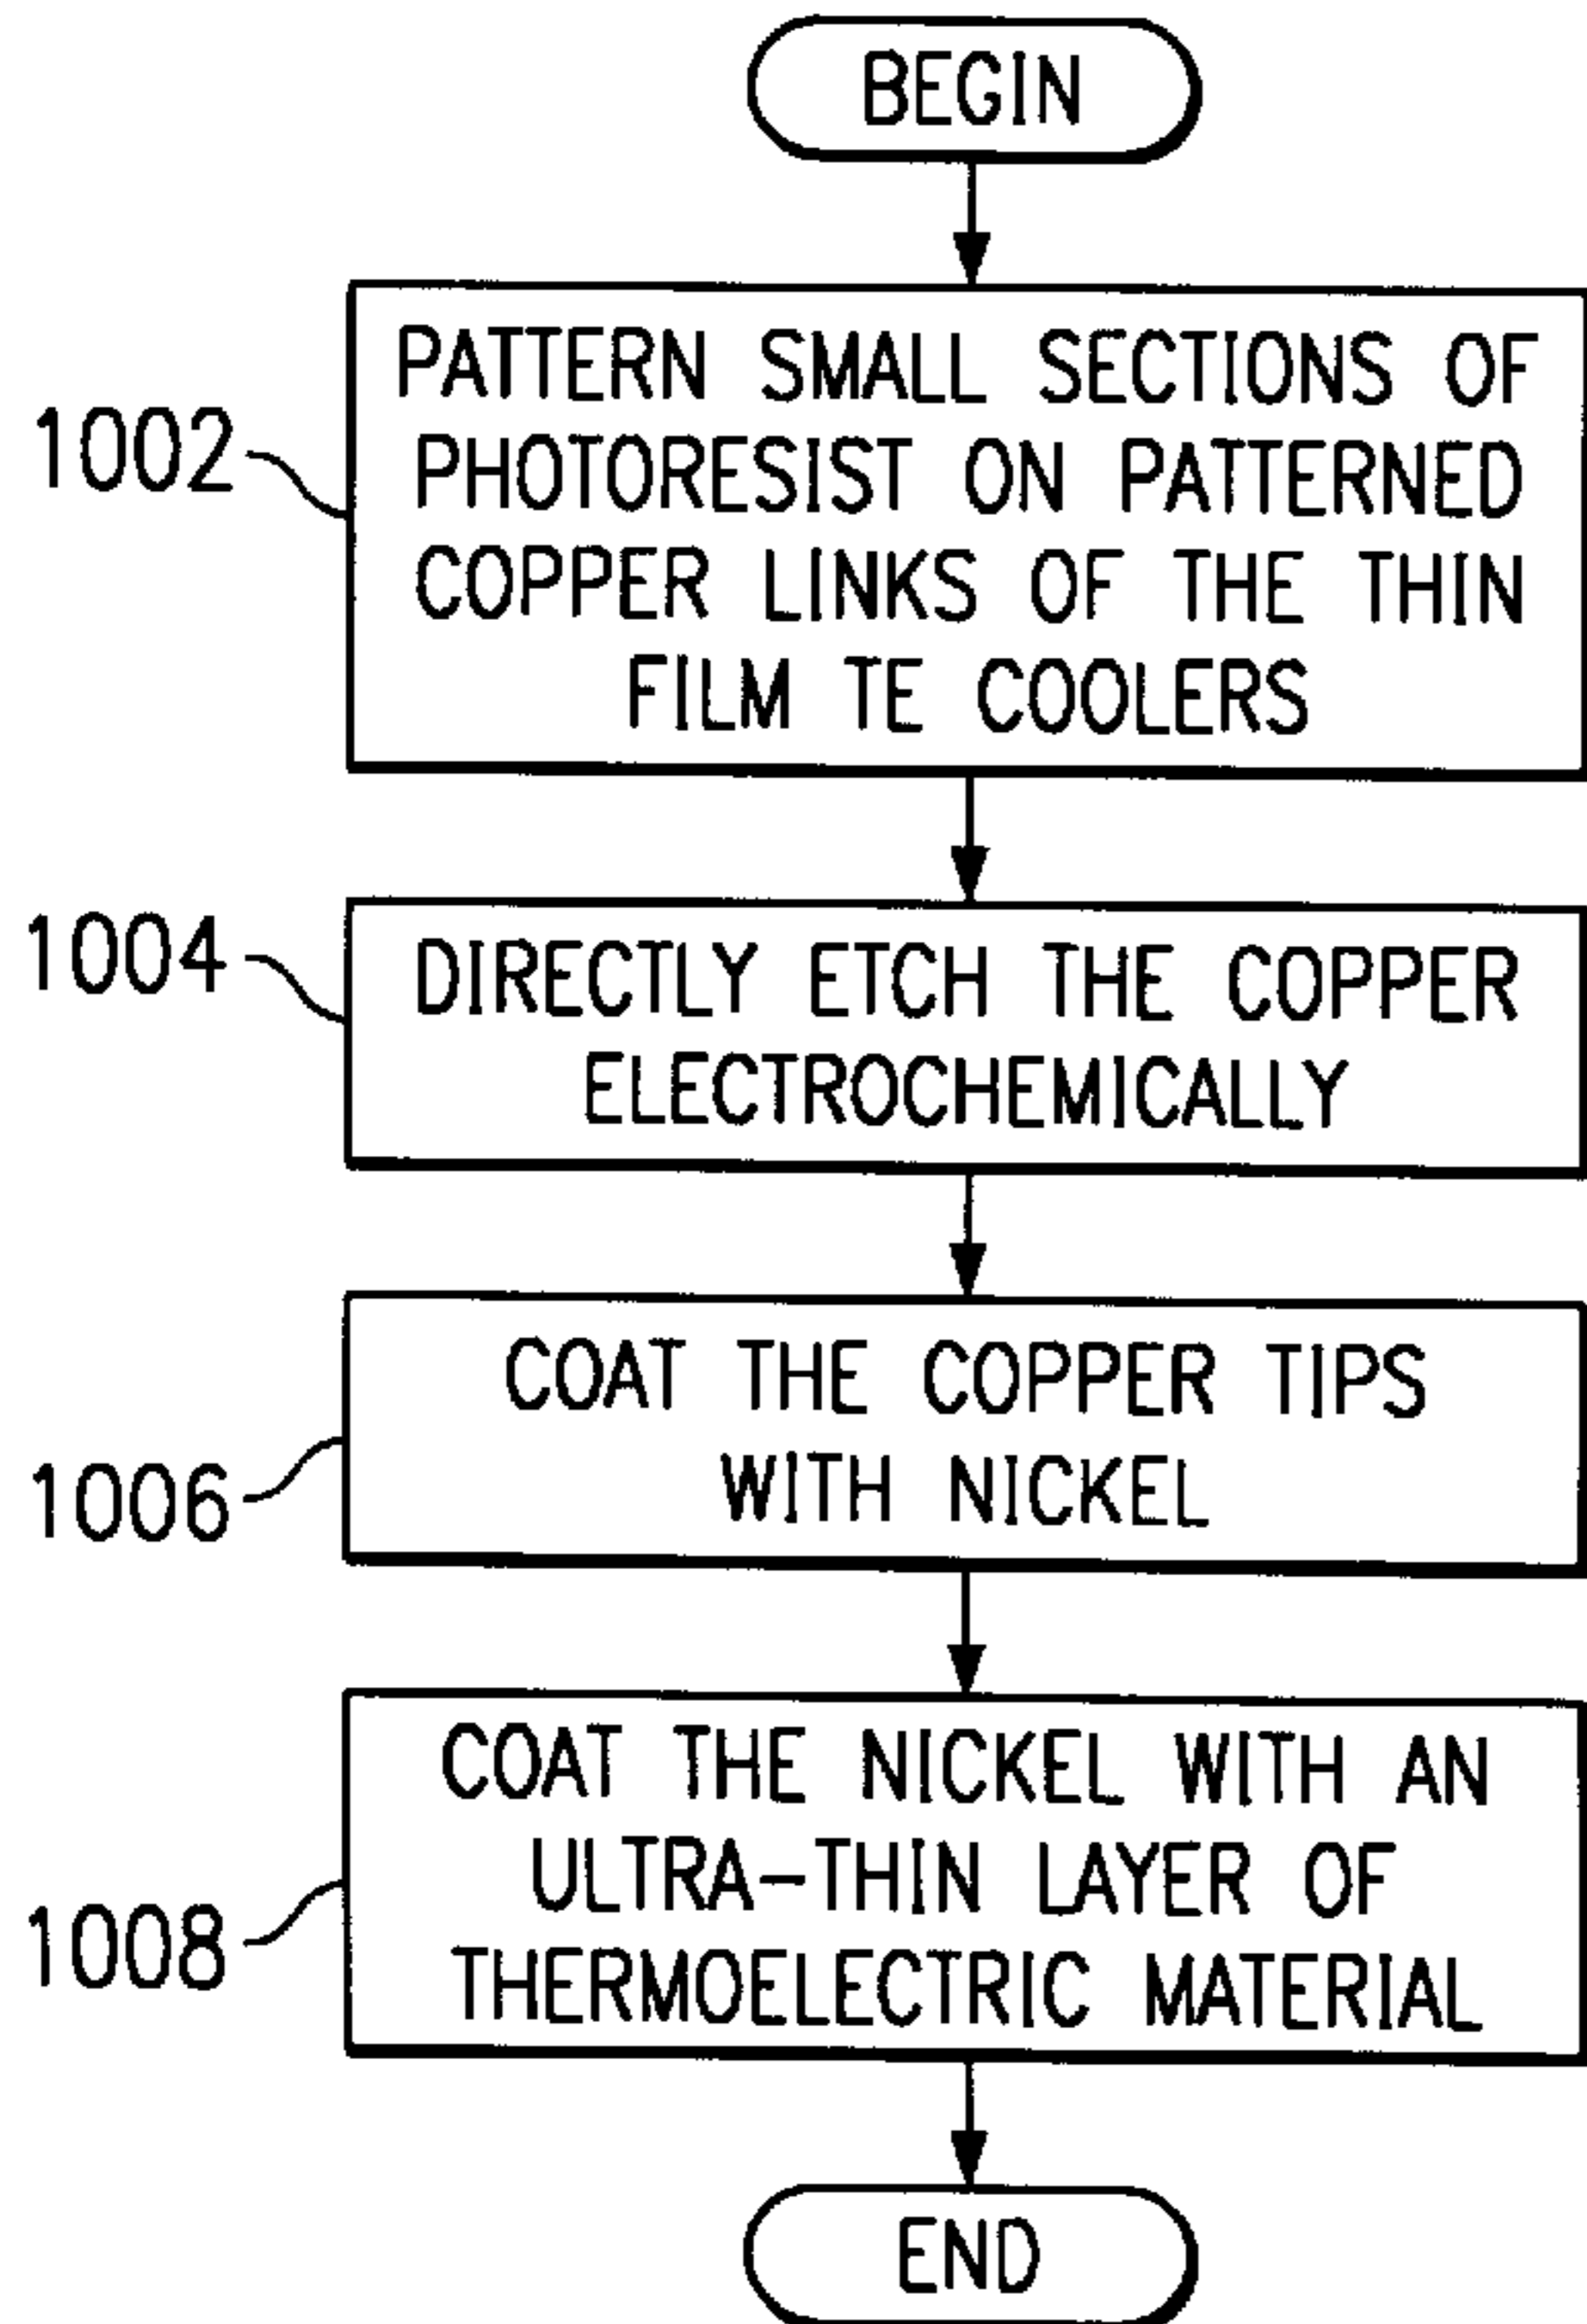 BEGIN
1002
PATTERN SMALL SECTIONS OF
PHOTORESIST ON PATTERNED
COPPER LINKS OF THE THIN
FILM TE COOLERS
1004
DIRECTLY ETCH THE COPPER
ELECTROCHEMICALLY
1006
COAT THE COPPER TIPS
WITH NICKEL
1008
COAT THE NICKEL WITH AN
ULTRA-THIN LAYER OF
THERMOELECTRIC MATERIAL
END